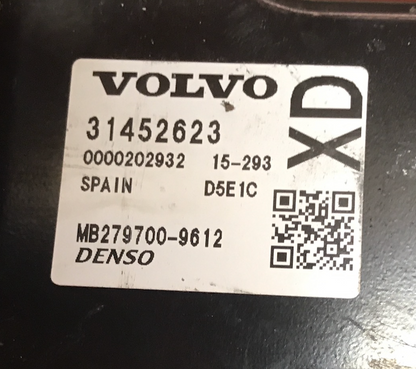 VOLVO
XD
31452623
0000202932 15-293
SPAIN D5E1C
MB279700-9612
DENSO